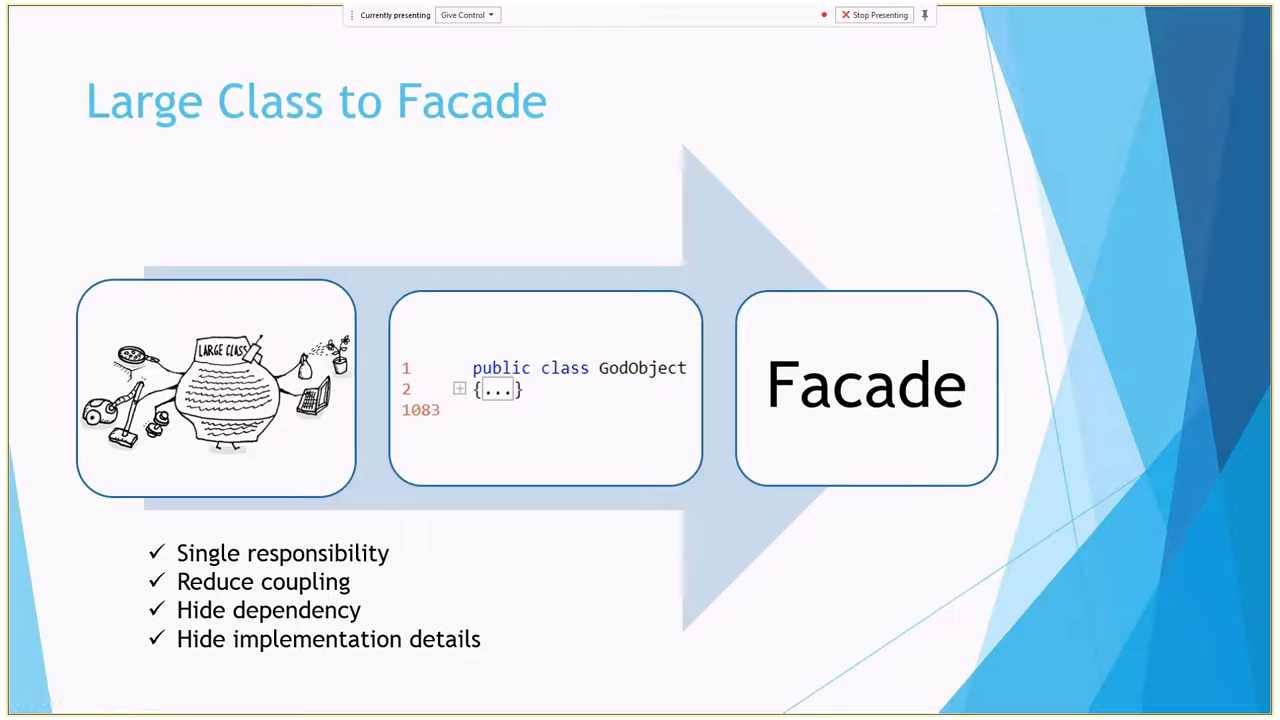 Currently presenting Give Control Stop Presenting
Large Class to Facade
LARGE CLASS
1 public class GodObject
2 {...}
1083
Facade
✓ Single responsibility
✓ Reduce coupling
✓ Hide dependency
✓ Hide implementation details